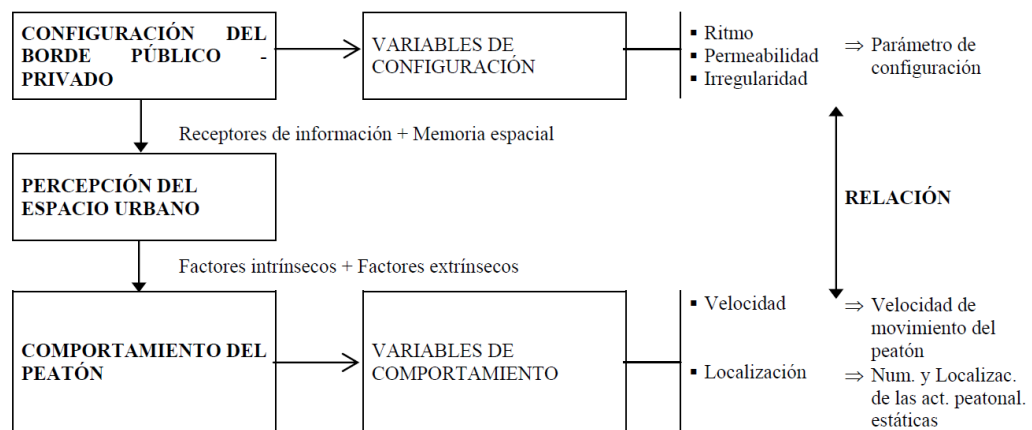 CONFIGURACIÓN DEL
BORDE PÚBLICO -
PRIVADO
VARIABLES DE
CONFIGURACIÓN
▪ Ritmo
▪ Permeabilidad
▪ Irregularidad
⇒ Parámetro de
configuración
Receptores de información + Memoria espacial
PERCEPCIÓN DEL
ESPACIO URBANO
RELACIÓN
Factores intrínsecos + Factores extrínsecos
COMPORTAMIENTO DEL
PEATÓN
VARIABLES DE
COMPORTAMIENTO
▪ Velocidad
⇒ Velocidad de
movimiento del
peatón
▪ Localización
⇒ Num. y Localizac.
de las act. peatonal.
estáticas